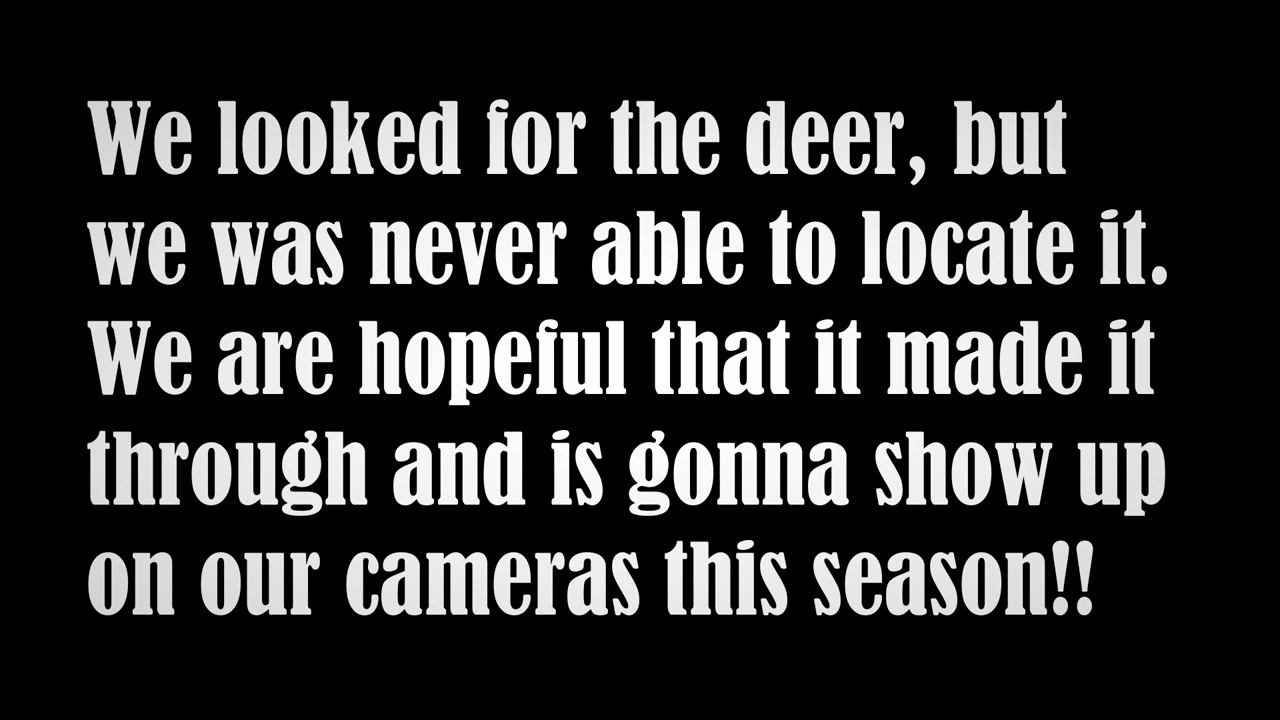 We looked for the deer, but
we was never able to locate it.
We are hopeful that it made it
through and is gonna show up
on our cameras this season!!